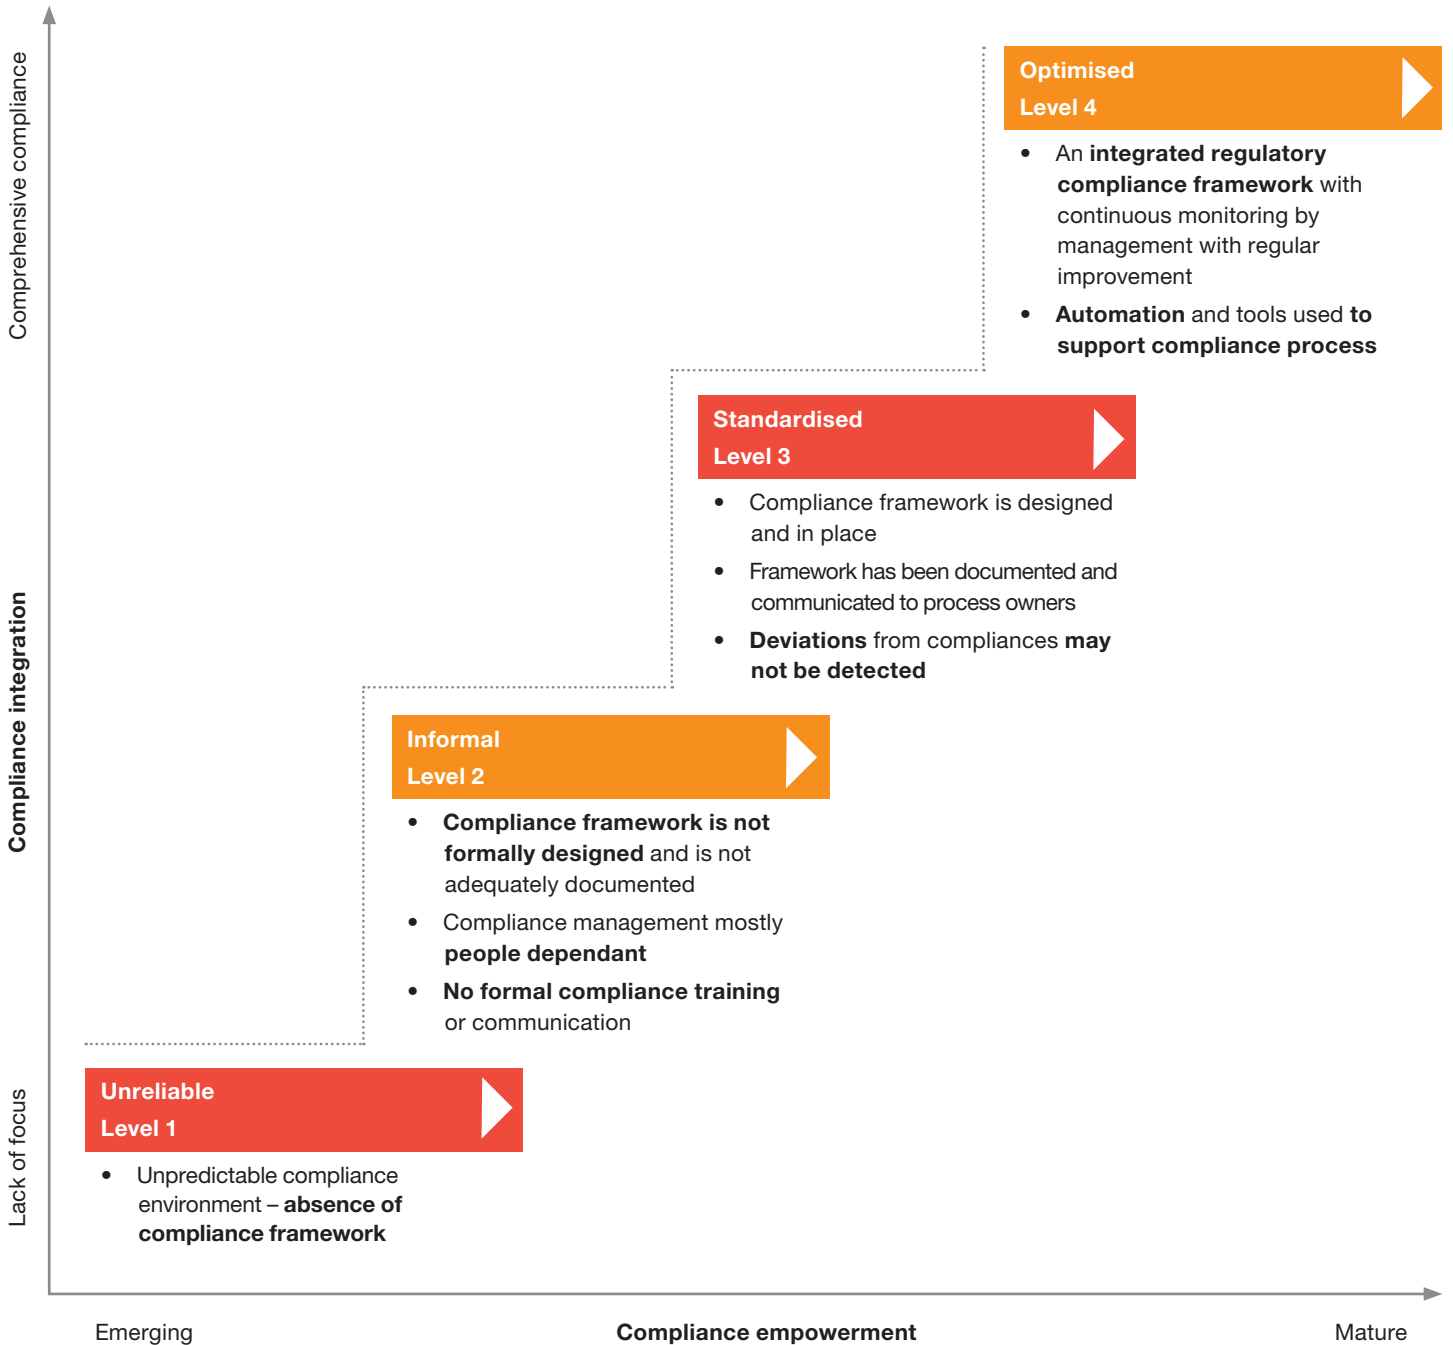 Comprehensive compliance
Compliance integration
Lack of focus
Optimised
Level 4
• An integrated regulatory
compliance framework with
continuous monitoring by
management with regular
improvement
• Automation and tools used to
support compliance process
Standardised
Level 3
• Compliance framework is designed
and in place
• Framework has been documented and
communicated to process owners
• Deviations from compliances may
not be detected
Informal
Level 2
• Compliance framework is not
formally designed and is not
adequately documented
• Compliance management mostly
people dependant
• No formal compliance training
or communication
Unreliable
Level 1
• Unpredictable compliance
environment – absence of
compliance framework
Emerging
Compliance empowerment
Mature